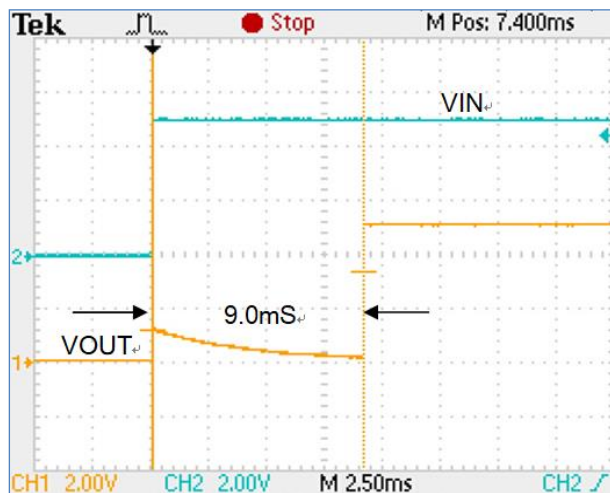 Tek Stop M Pos: 7.400ms
VIN
2
9.0mS
VOUT
1
CH1 2.00V CH2 2.00V M 2.50ms CH2